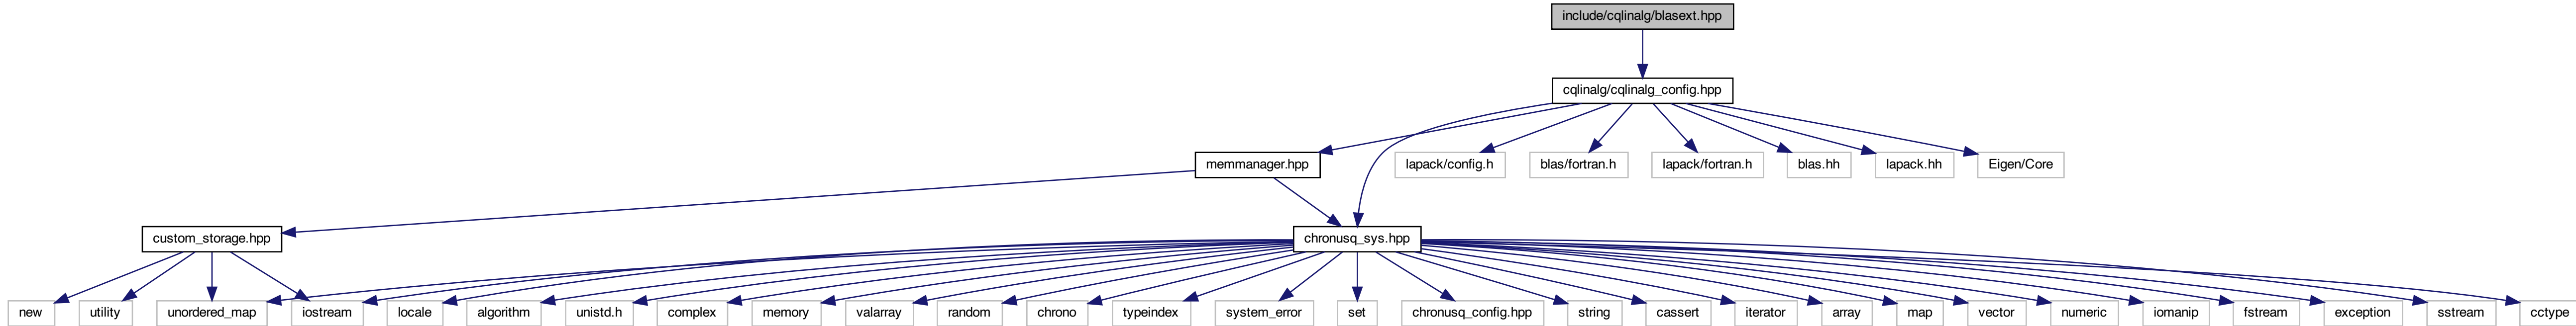 include/cqlinalg/blasext.hpp
cqlinalg/cqlinalg_config.hpp
memmanager.hpp
lapack/config.h
blas/fortran.h
lapack/fortran.h
blas.hh
lapack.hh
Eigen/Core
custom_storage.hpp
chronusq_sys.hpp
new
utility
unordered_map
iostream
locale
algorithm
unistd.h
complex
memory
valarray
random
chrono
typeindex
system_error
set
chronusq_config.hpp
string
cassert
iterator
array
map
vector
numeric
iomanip
fstream
exception
sstream
cctype